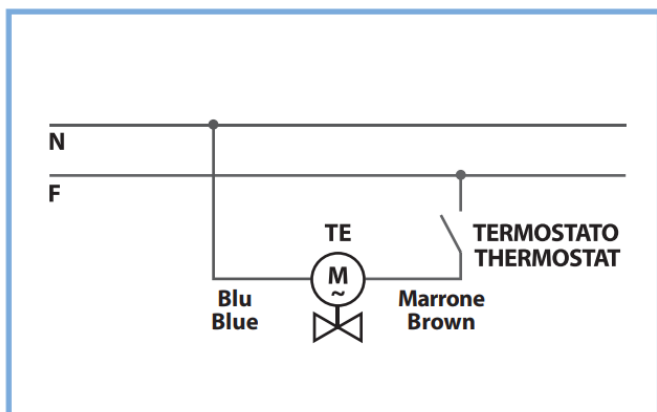 N
F
TE
TERMOSTATO
THERMOSTAT
M
~
Blu
Blue
Marrone
Brown